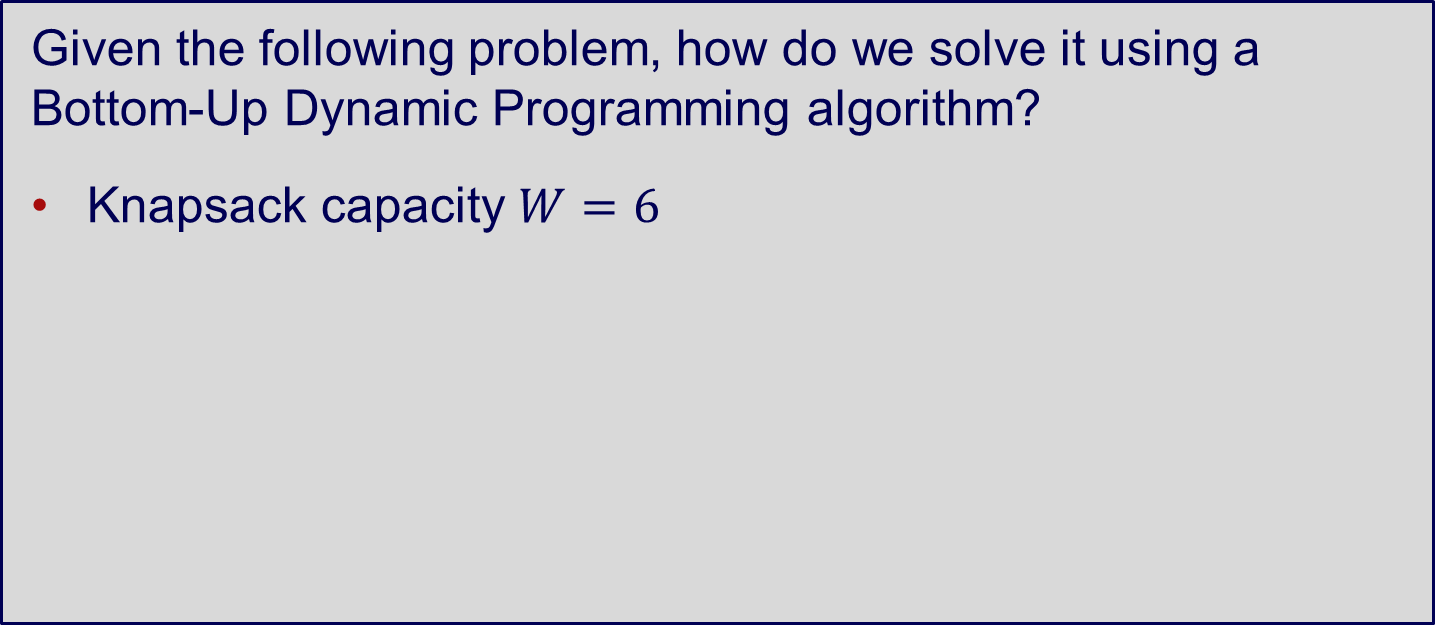 Given the following problem, how do we solve it using a
Bottom-Up Dynamic Programming algorithm?
• Knapsack capacity W = 6